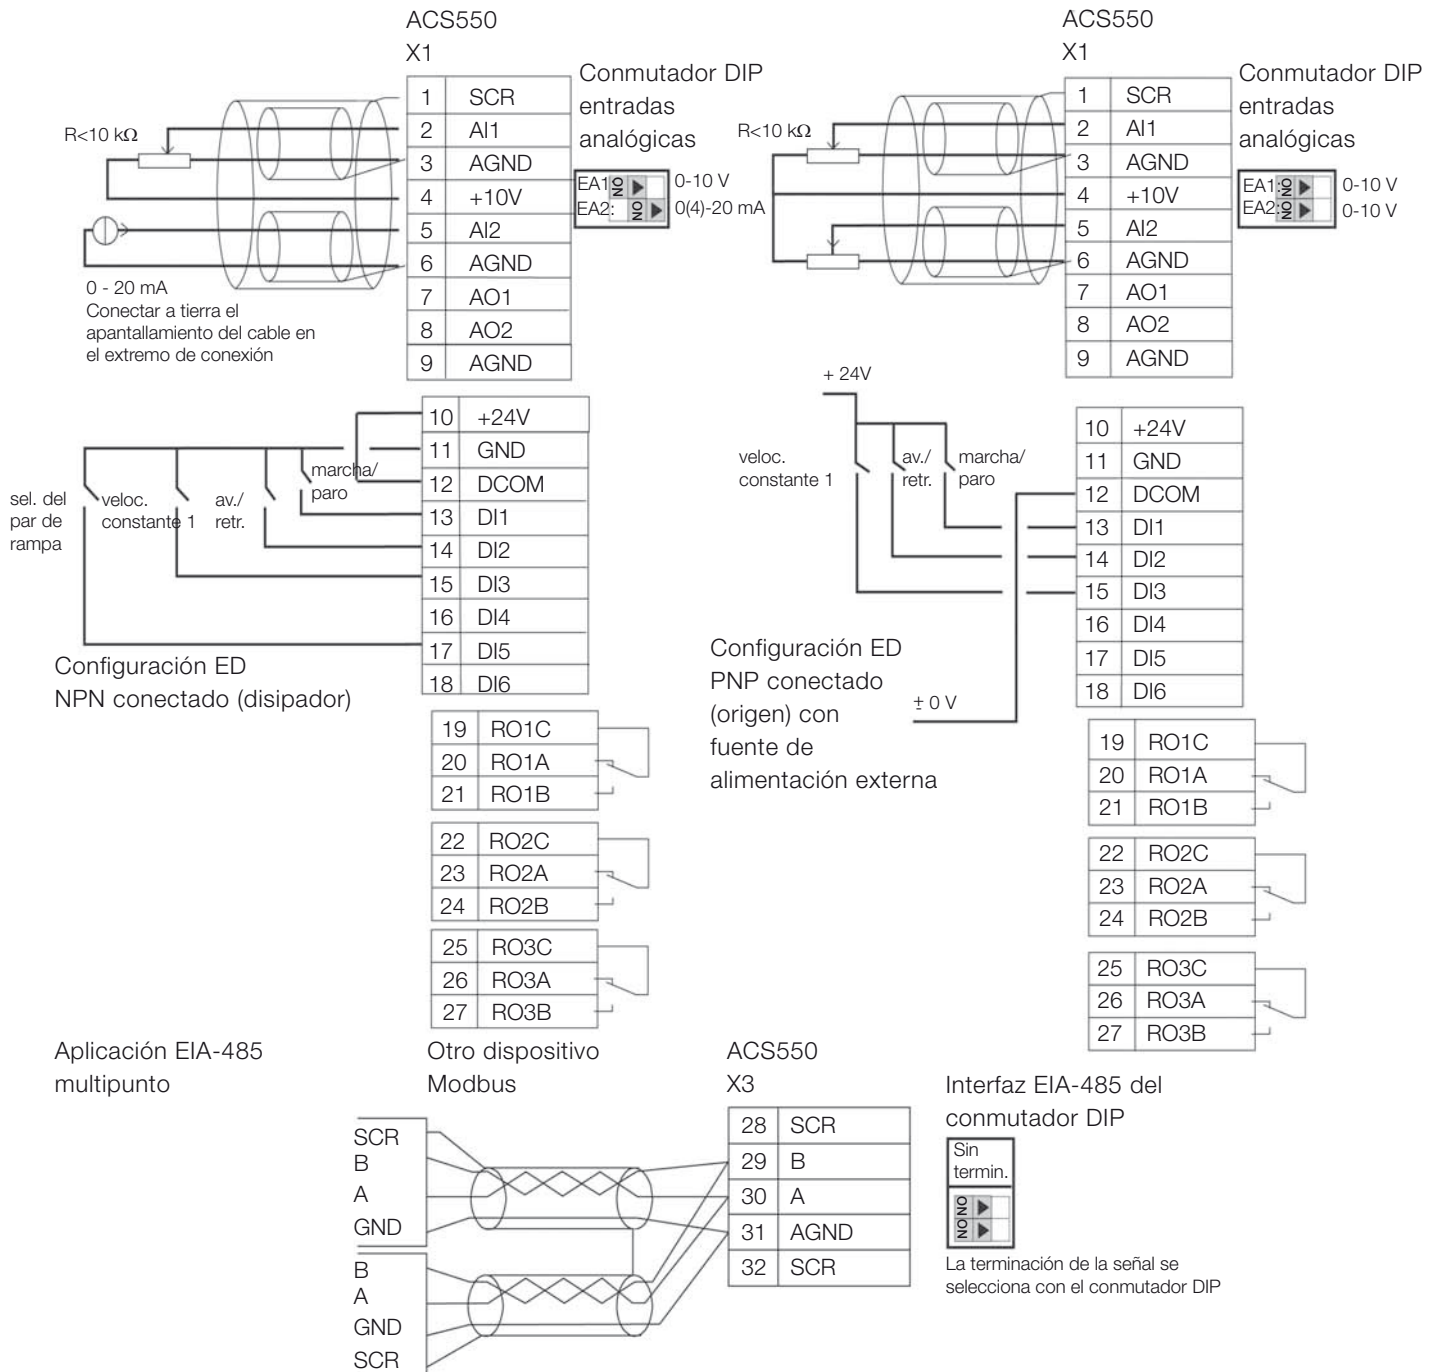 ACS550
X1
Conmutador DIP
entradas
analógicas
R<10 kΩ
1 SCR
2 AI1
3 AGND
4 +10V
5 AI2
6 AGND
7 AO1
8 AO2
9 AGND
EA1: NO 0-10 V
EA2: NO 0(4)-20 mA
0 - 20 mA
Conectar a tierra el
apantallamiento del cable en
el extremo de conexión
10 +24V
11 GND
12 DCOM
13 DI1
14 DI2
15 DI3
16 DI4
17 DI5
18 DI6
sel. del
par de
rampa
veloc.
constante 1
av./
retr.
marcha/
paro
Configuración ED
NPN conectado (disipador)
19 RO1C
20 RO1A
21 RO1B
22 RO2C
23 RO2A
24 RO2B
25 RO3C
26 RO3A
27 RO3B
ACS550
X1
Conmutador DIP
entradas
analógicas
R<10 kΩ
1 SCR
2 AI1
3 AGND
4 +10V
5 AI2
6 AGND
7 AO1
8 AO2
9 AGND
EA1: NO 0-10 V
EA2: NO 0-10 V
+ 24V
veloc.
constante 1
av./
retr.
marcha/
paro
10 +24V
11 GND
12 DCOM
13 DI1
14 DI2
15 DI3
16 DI4
17 DI5
18 DI6
Configuración ED
PNP conectado
(origen) con
fuente de
alimentación externa
± 0 V
19 RO1C
20 RO1A
21 RO1B
22 RO2C
23 RO2A
24 RO2B
25 RO3C
26 RO3A
27 RO3B
Aplicación EIA-485
multipunto
Otro dispositivo
Modbus
SCR
B
A
GND
B
A
GND
SCR
ACS550
X3
28 SCR
29 B
30 A
31 AGND
32 SCR
Interfaz EIA-485 del
conmutador DIP
Sin
termin.
NO
NO
La terminación de la señal se
selecciona con el conmutador DIP